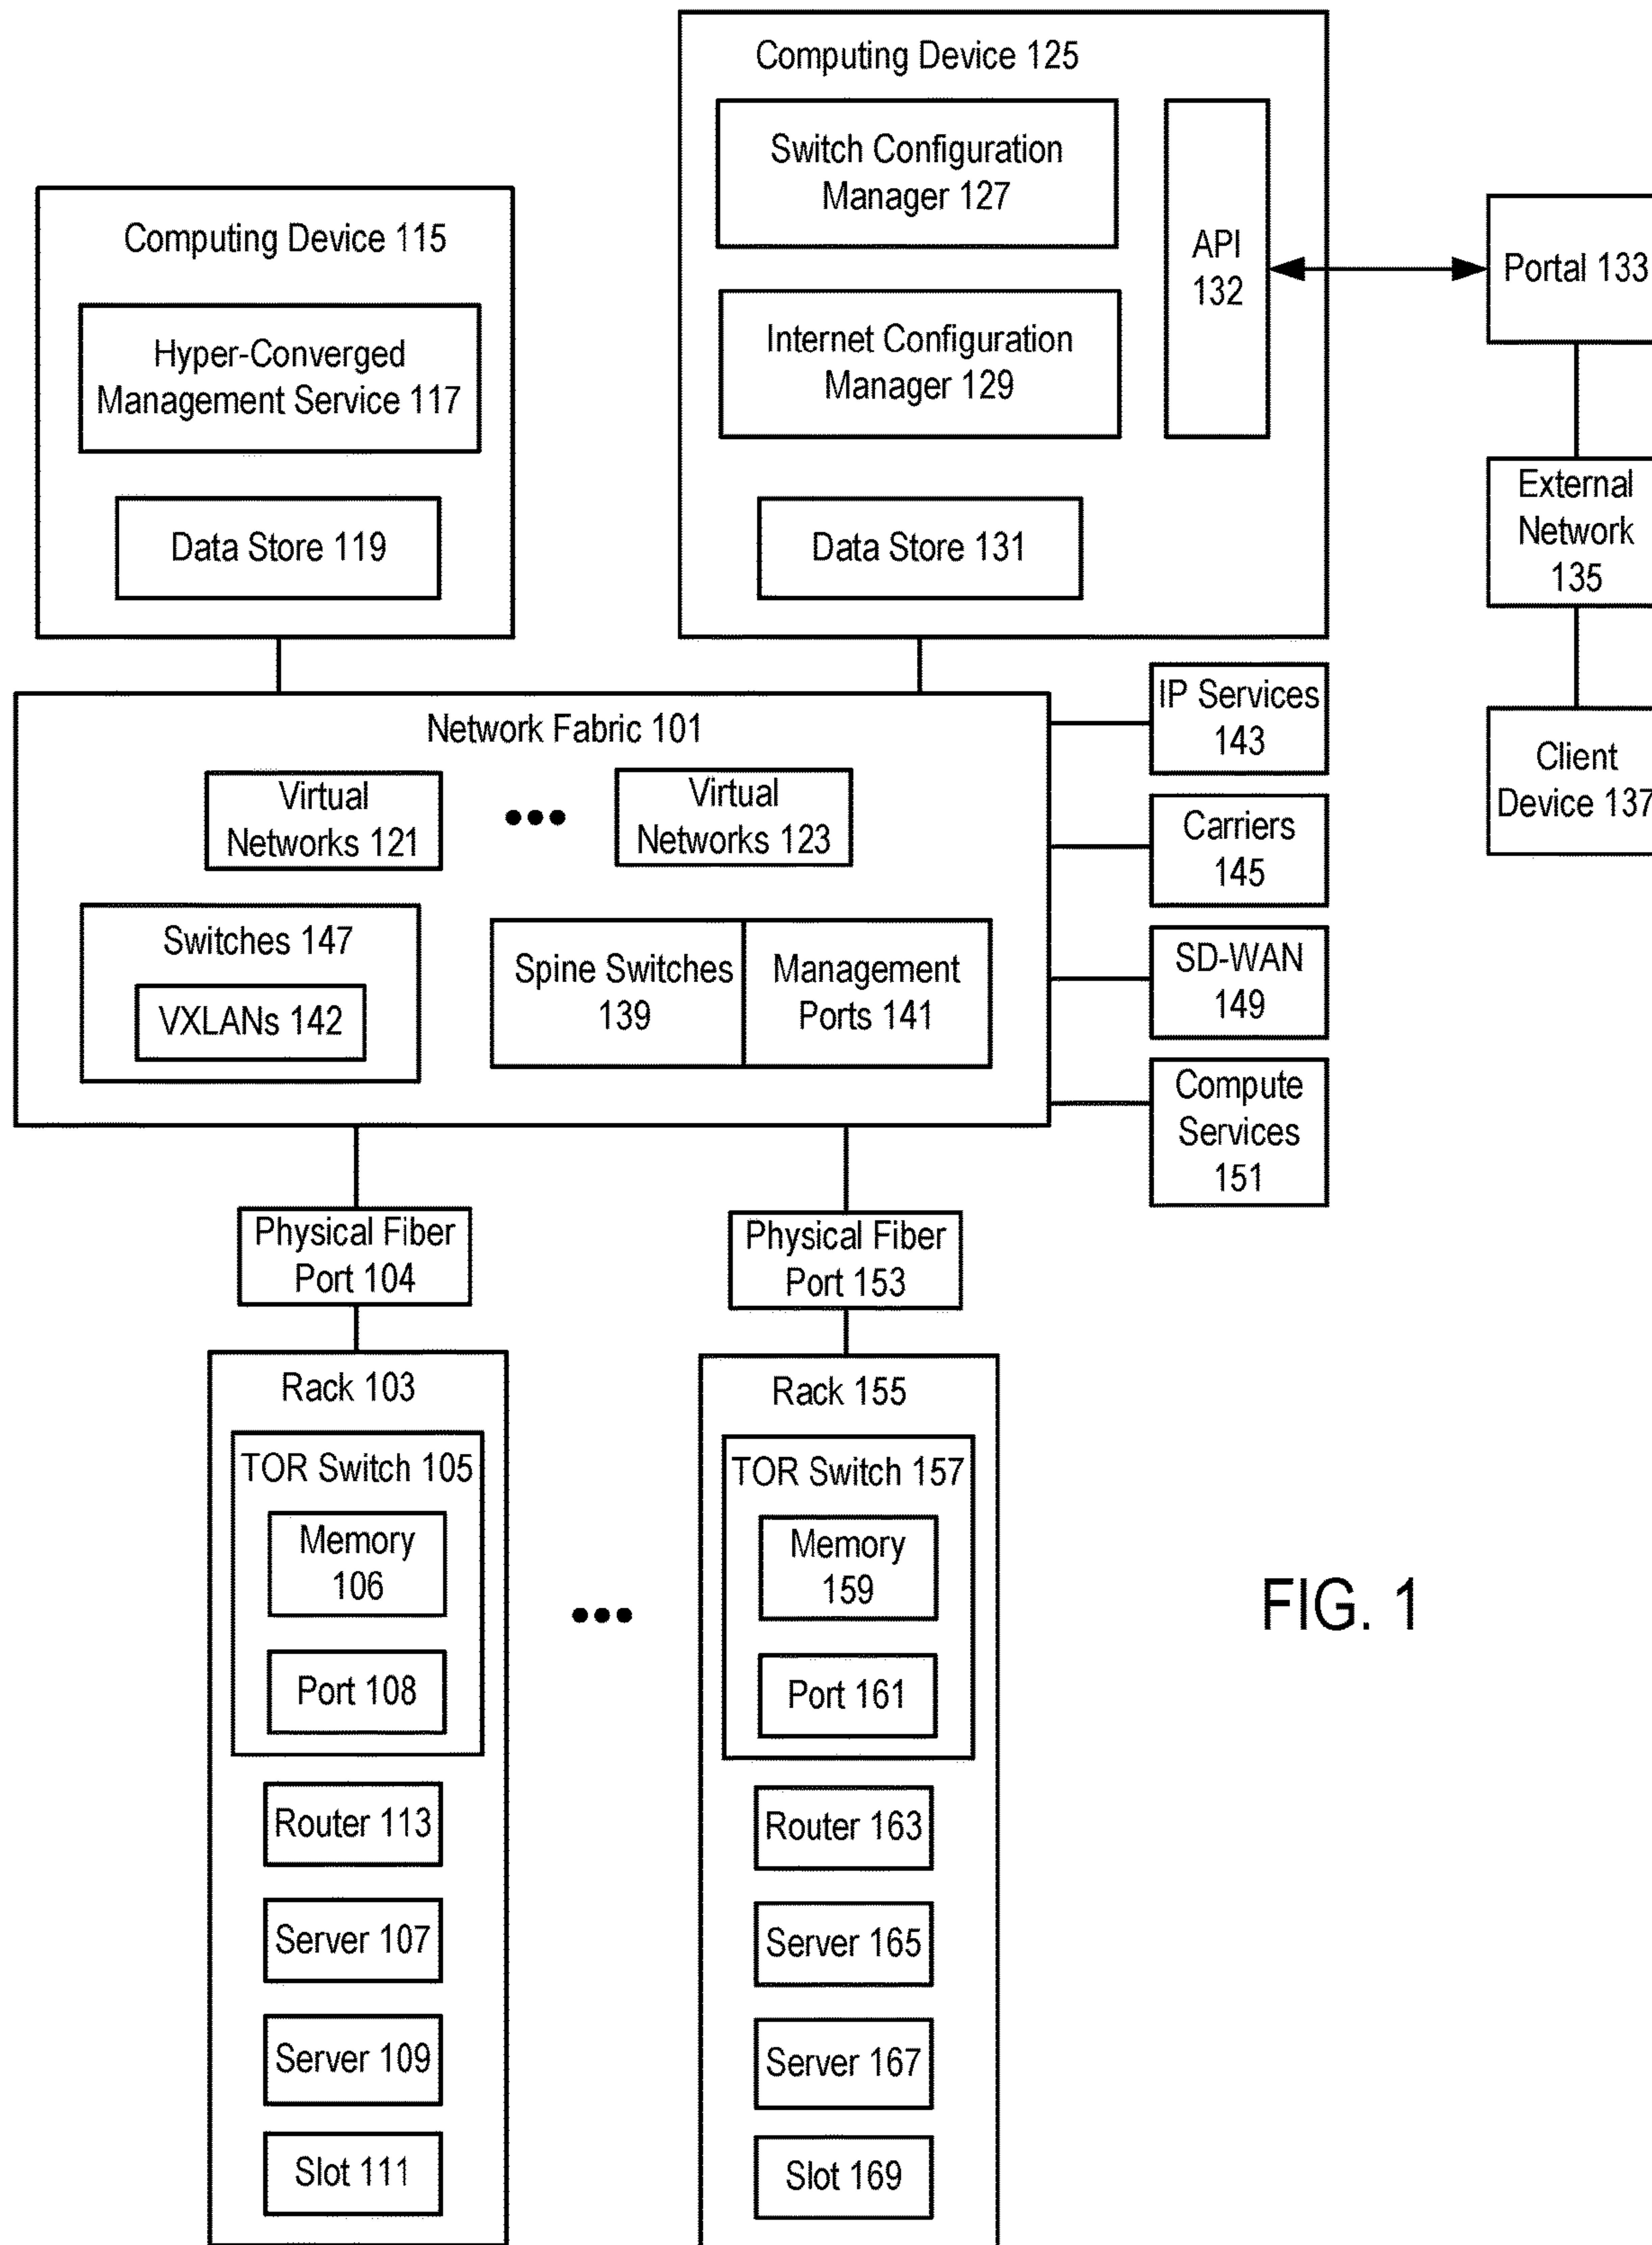 Computing Device 125
Switch Configuration
Manager 127
API
132
Internet Configuration
Manager 129
Data Store 131
Computing Device 115
Hyper-Converged
Management Service 117
Data Store 119
Portal 133
External
Network
135
Client
Device 137
Network Fabric 101
Virtual
Networks 121
•••
Virtual
Networks 123
Switches 147
VXLANs 142
Spine Switches
139
Management
Ports 141
IP Services
143
Carriers
145
SD-WAN
149
Compute
Services
151
Physical Fiber
Port 104
Physical Fiber
Port 153
Rack 103
TOR Switch 105
Memory
106
Port 108
Router 113
Server 107
Server 109
Slot 111
•••
Rack 155
TOR Switch 157
Memory
159
Port 161
Router 163
Server 165
Server 167
Slot 169
FIG. 1